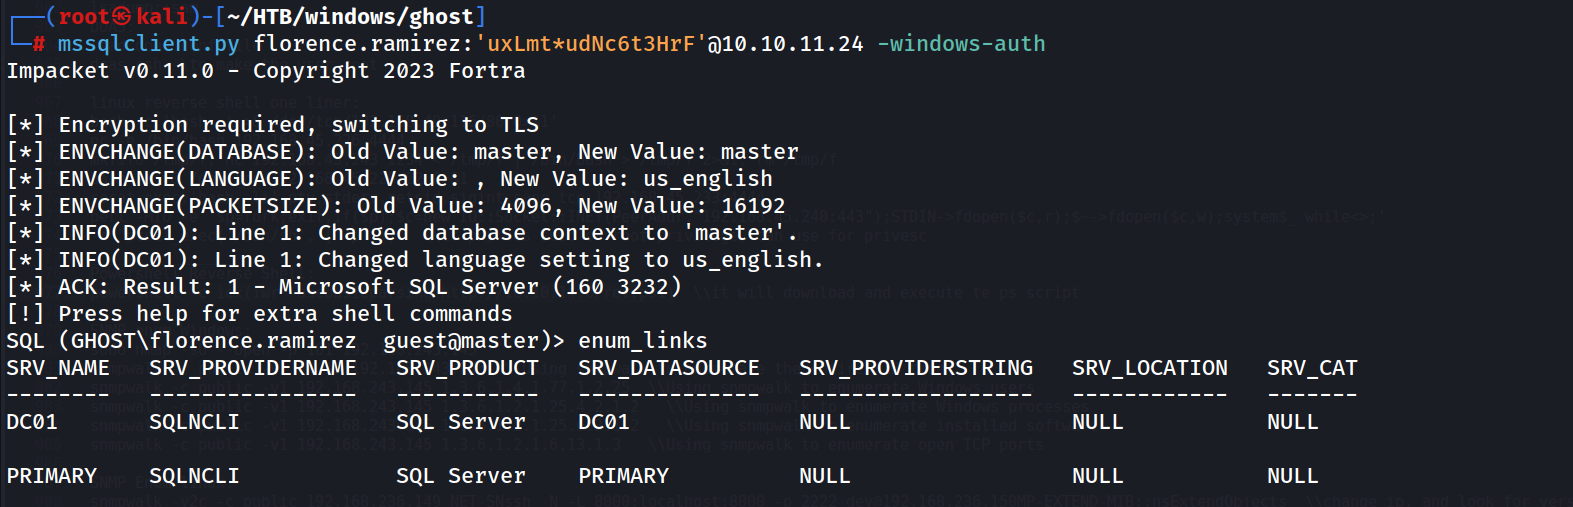 ┌──(root㉿kali)-[~/HTB/windows/ghost]
└─# mssqlclient.py florence.ramirez:'uxLmt*udNc6t3HrF'@10.10.11.24 -windows-auth
Impacket v0.11.0 - Copyright 2023 Fortra
[*] Encryption required, switching to TLS
[*] ENVCHANGE(DATABASE): Old Value: master, New Value: master
[*] ENVCHANGE(LANGUAGE): Old Value: , New Value: us_english
[*] ENVCHANGE(PACKETSIZE): Old Value: 4096, New Value: 16192
[*] INFO(DC01): Line 1: Changed database context to 'master'.
[*] INFO(DC01): Line 1: Changed language setting to us_english.
[*] ACK: Result: 1 - Microsoft SQL Server (160 3232)
[!] Press help for extra shell commands
SQL (GHOST\florence.ramirez  guest@master)> enum_links
SRV_NAME   SRV_PROVIDERNAME   SRV_PRODUCT   SRV_DATASOURCE   SRV_PROVIDERSTRING   SRV_LOCATION   SRV_CAT
--------   ----------------   -----------   --------------   ------------------   ------------   -------
DC01       SQLNCLI            SQL Server    DC01             NULL                 NULL           NULL
PRIMARY    SQLNCLI            SQL Server    PRIMARY          NULL                 NULL           NULL